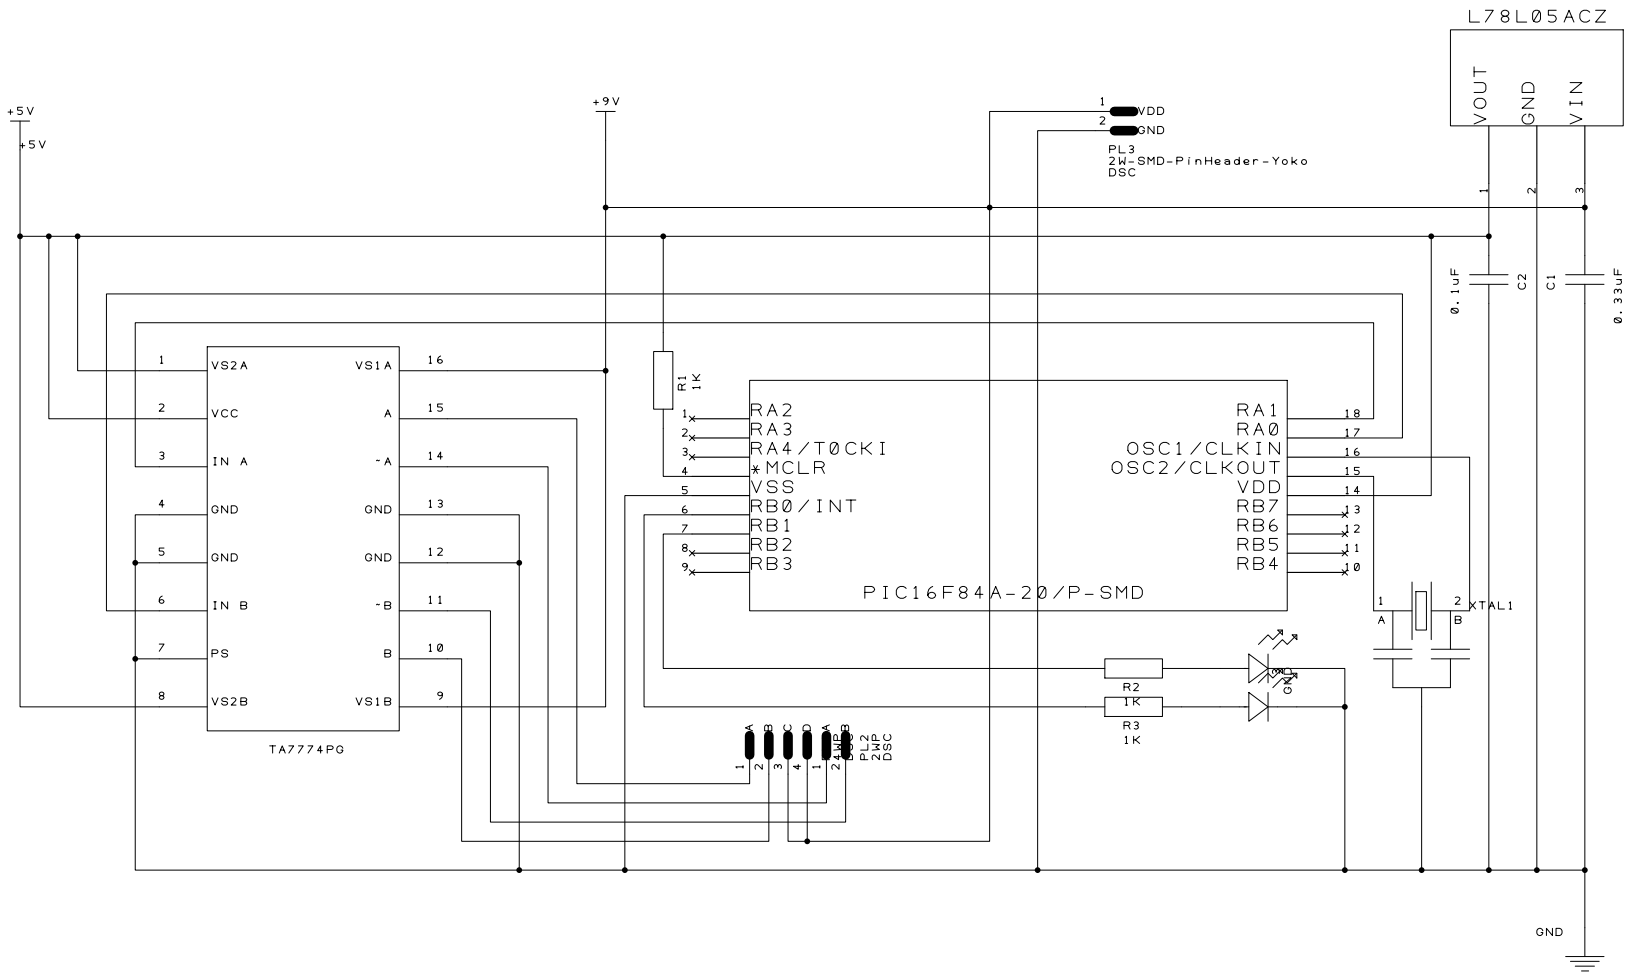 L78L05ACZ
VOUT
GND
VIN
1
2
3
+5V
+5V
+9V
1
VDD
2
GND
PL3
2W-SMD-PinHeader-Yoko
DSC
0.1uF
C2
C1
0.33uF
R1
1K
1
VS2A
VS1A
16
2
VCC
A
15
3
IN A
~A
14
4
GND
GND
13
5
GND
GND
12
6
IN B
~B
11
7
PS
B
10
8
VS2B
VS1B
9
TA7774PG
1
RA2
RA1
18
2
RA3
RA0
17
3
RA4/T0CKI
OSC1/CLKIN
16
4
*MCLR
OSC2/CLKOUT
15
5
VSS
VDD
14
6
RB0/INT
RB7
13
7
RB1
RB6
12
8
RB2
RB5
11
9
RB3
RB4
10
PIC16F84A-20/P-SMD
1
2
XTAL1
A
B
GND
R2
1K
R3
1K
A
B
C
D
A
B
4WP
PL2
2WP
DSC
1
2
3
4
1
2
GND